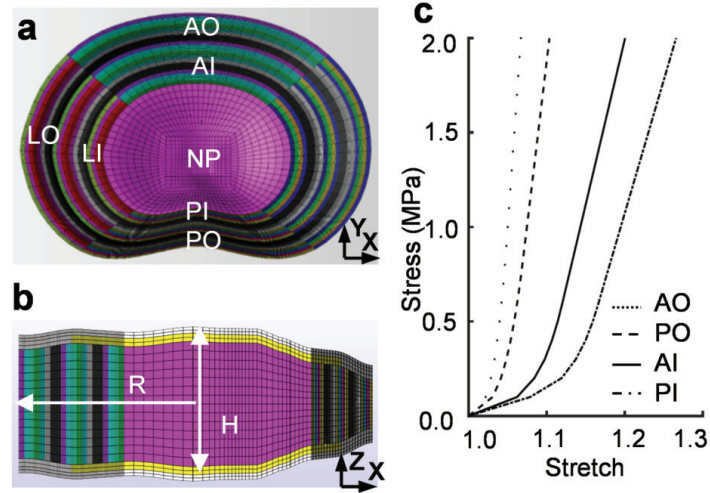 a
AO
AI
LO
LI
NP
PI
PO
Y
X
b
R
H
Z
X
c
2.0
1.5
1.0
0.5
0.0
Stress (MPa)
AO
PO
AI
PI
1.0 1.1 1.2 1.3
Stretch